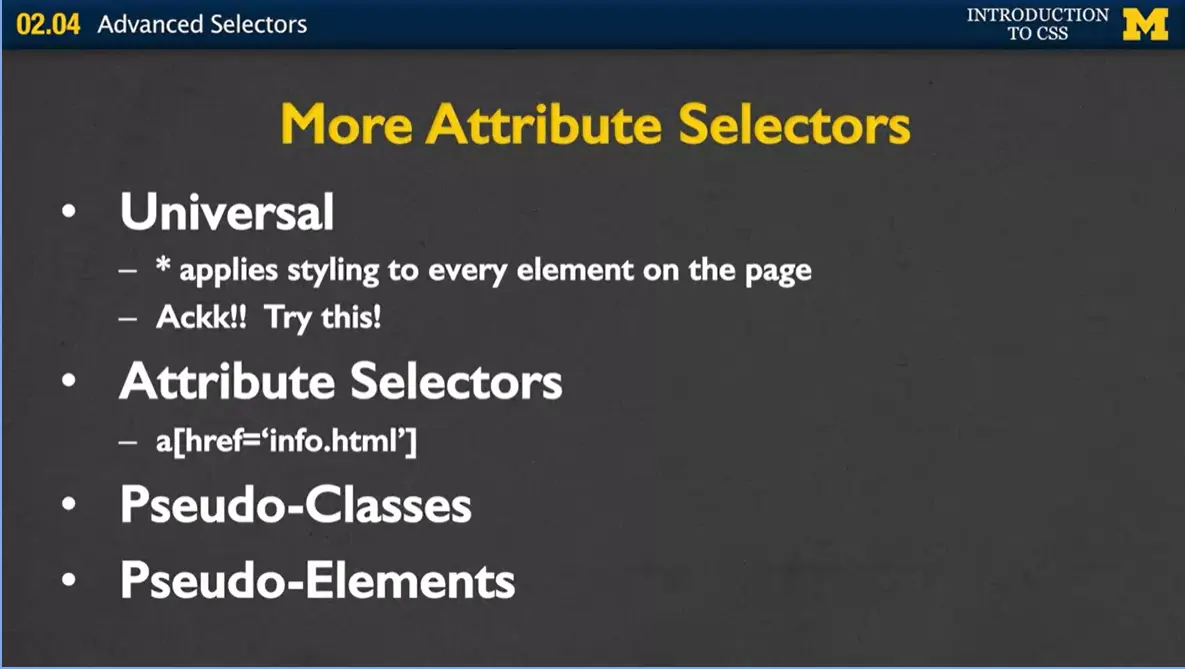 02.04 Advanced Selectors
INTRODUCTION
TO CSS
M
More Attribute Selectors
• Universal
– * applies styling to every element on the page
– Ackk!! Try this!
• Attribute Selectors
– a[href=‘info.html’]
• Pseudo-Classes
• Pseudo-Elements